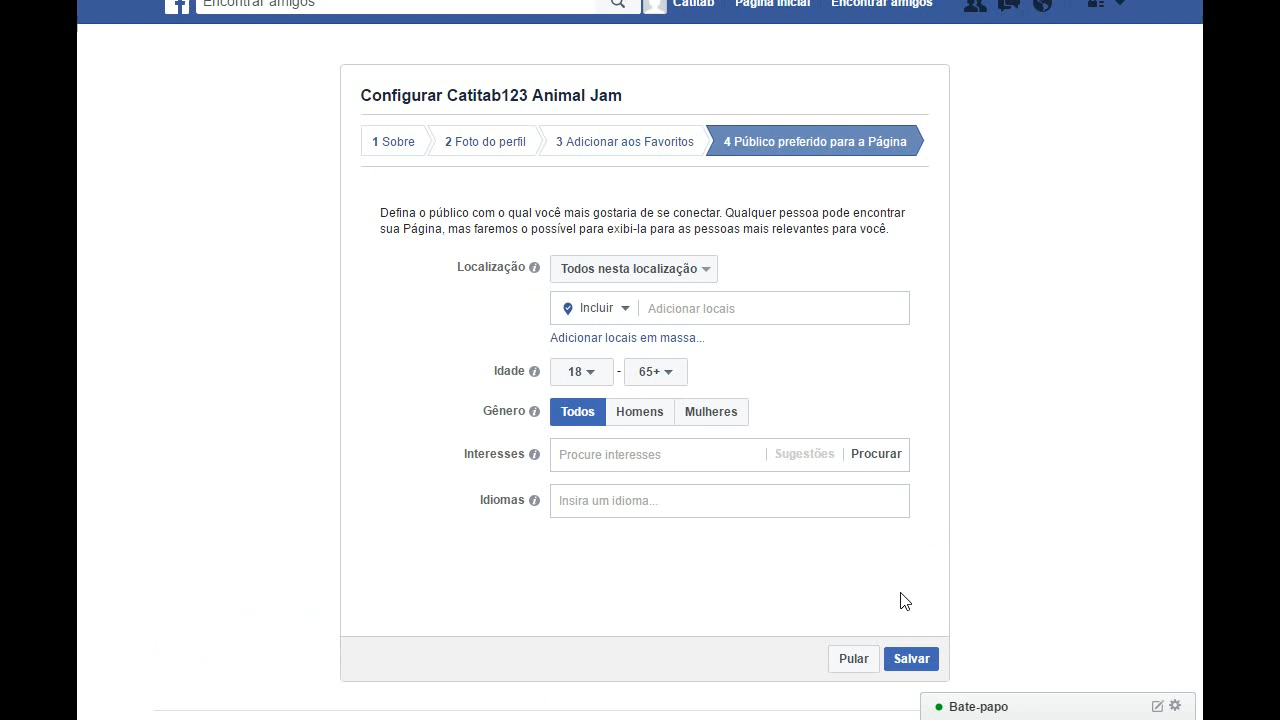 Encontrar amigos Catitab Página inicial Encontrar amigos
Configurar Catitab123 Animal Jam
1 Sobre 2 Foto do perfil 3 Adicionar aos Favoritos 4 Público preferido para a Página
Defina o público com o qual você mais gostaria de se conectar. Qualquer pessoa pode encontrar
sua Página, mas faremos o possível para exibi-la para as pessoas mais relevantes para você.
Localização Todos nesta localização
Incluir Adicionar locais
Adicionar locais em massa...
Idade 18 - 65+
Gênero Todos Homens Mulheres
Interesses Procure interesses Sugestões Procurar
Idiomas Insira um idioma...
Pular Salvar
Bate-papo